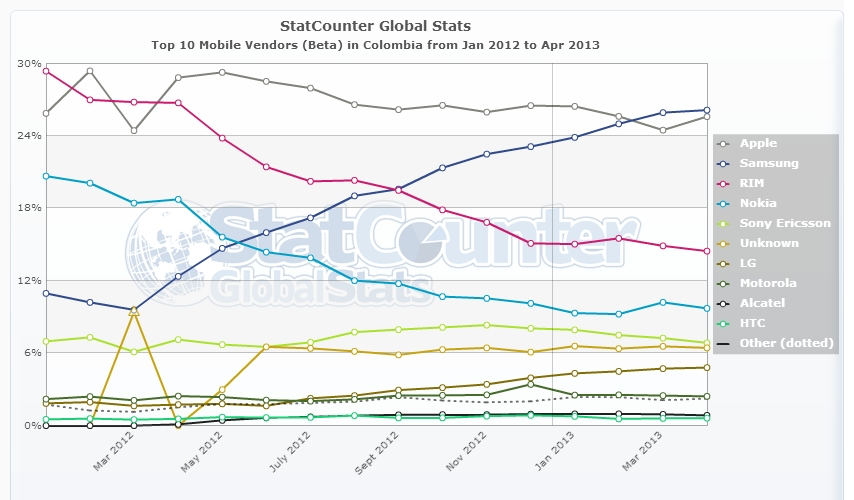 StatCounter Global Stats
Top 10 Mobile Vendors (Beta) in Colombia from Jan 2012 to Apr 2013
30%
24%
18%
12%
6%
0%
StatCounter
GlobalStats
Apple
Samsung
RIM
Nokia
Sony Ericsson
Unknown
LG
Motorola
Alcatel
HTC
Other (dotted)
Mar 2012
May 2012
July 2012
Sept 2012
Nov 2012
Jan 2013
Mar 2013